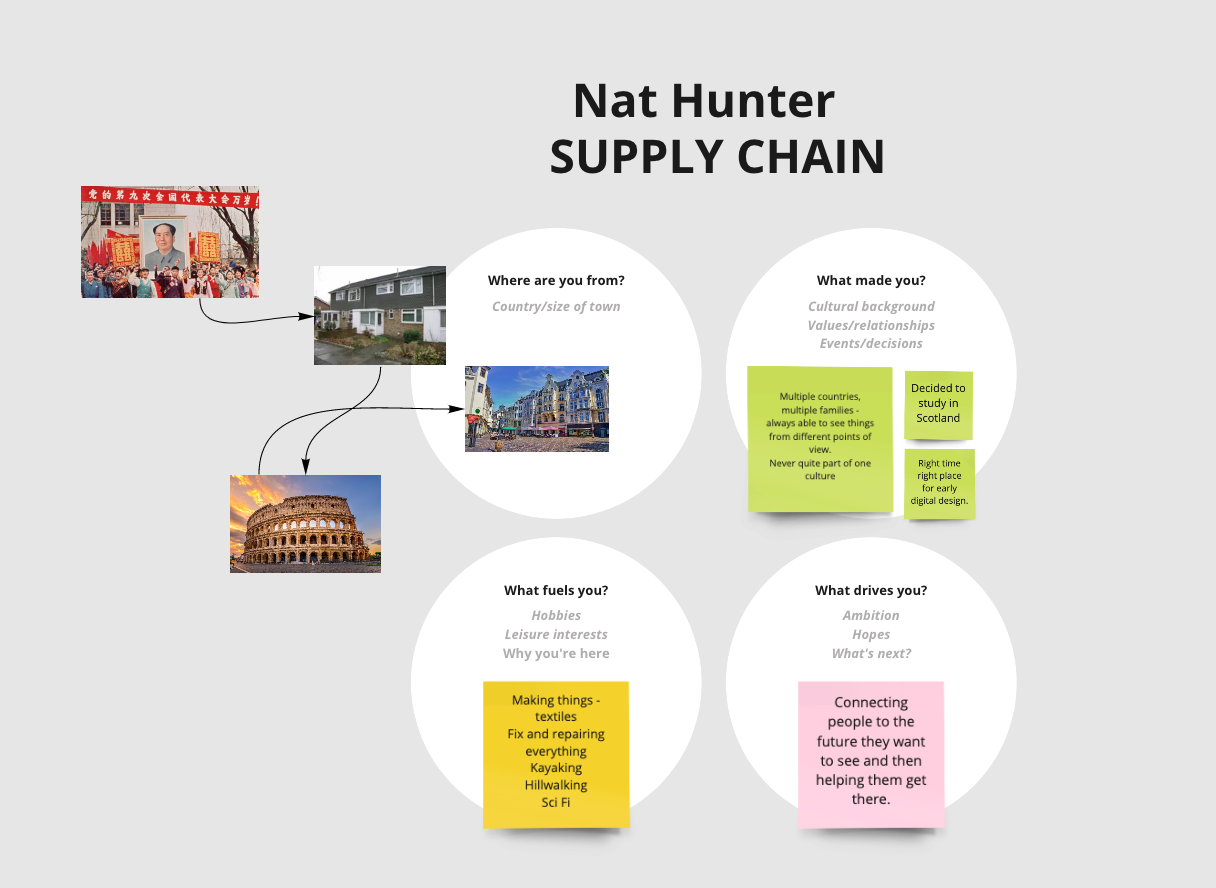 Nat Hunter
SUPPLY CHAIN
党的第九次全国代表大会万岁!
Where are you from?
Country/size of town
What made you?
Cultural background
Values/relationships
Events/decisions
Multiple countries,
multiple families -
always able to see things
from different points of
view.
Never quite part of one
culture
Decided to
study in
Scotland
Right time
right place
for early
digital design.
What fuels you?
Hobbies
Leisure interests
Why you're here
Making things -
textiles
Fix and repairing
everything
Kayaking
Hillwalking
Sci Fi
What drives you?
Ambition
Hopes
What's next?
Connecting
people to the
future they want
to see and then
helping them get
there.